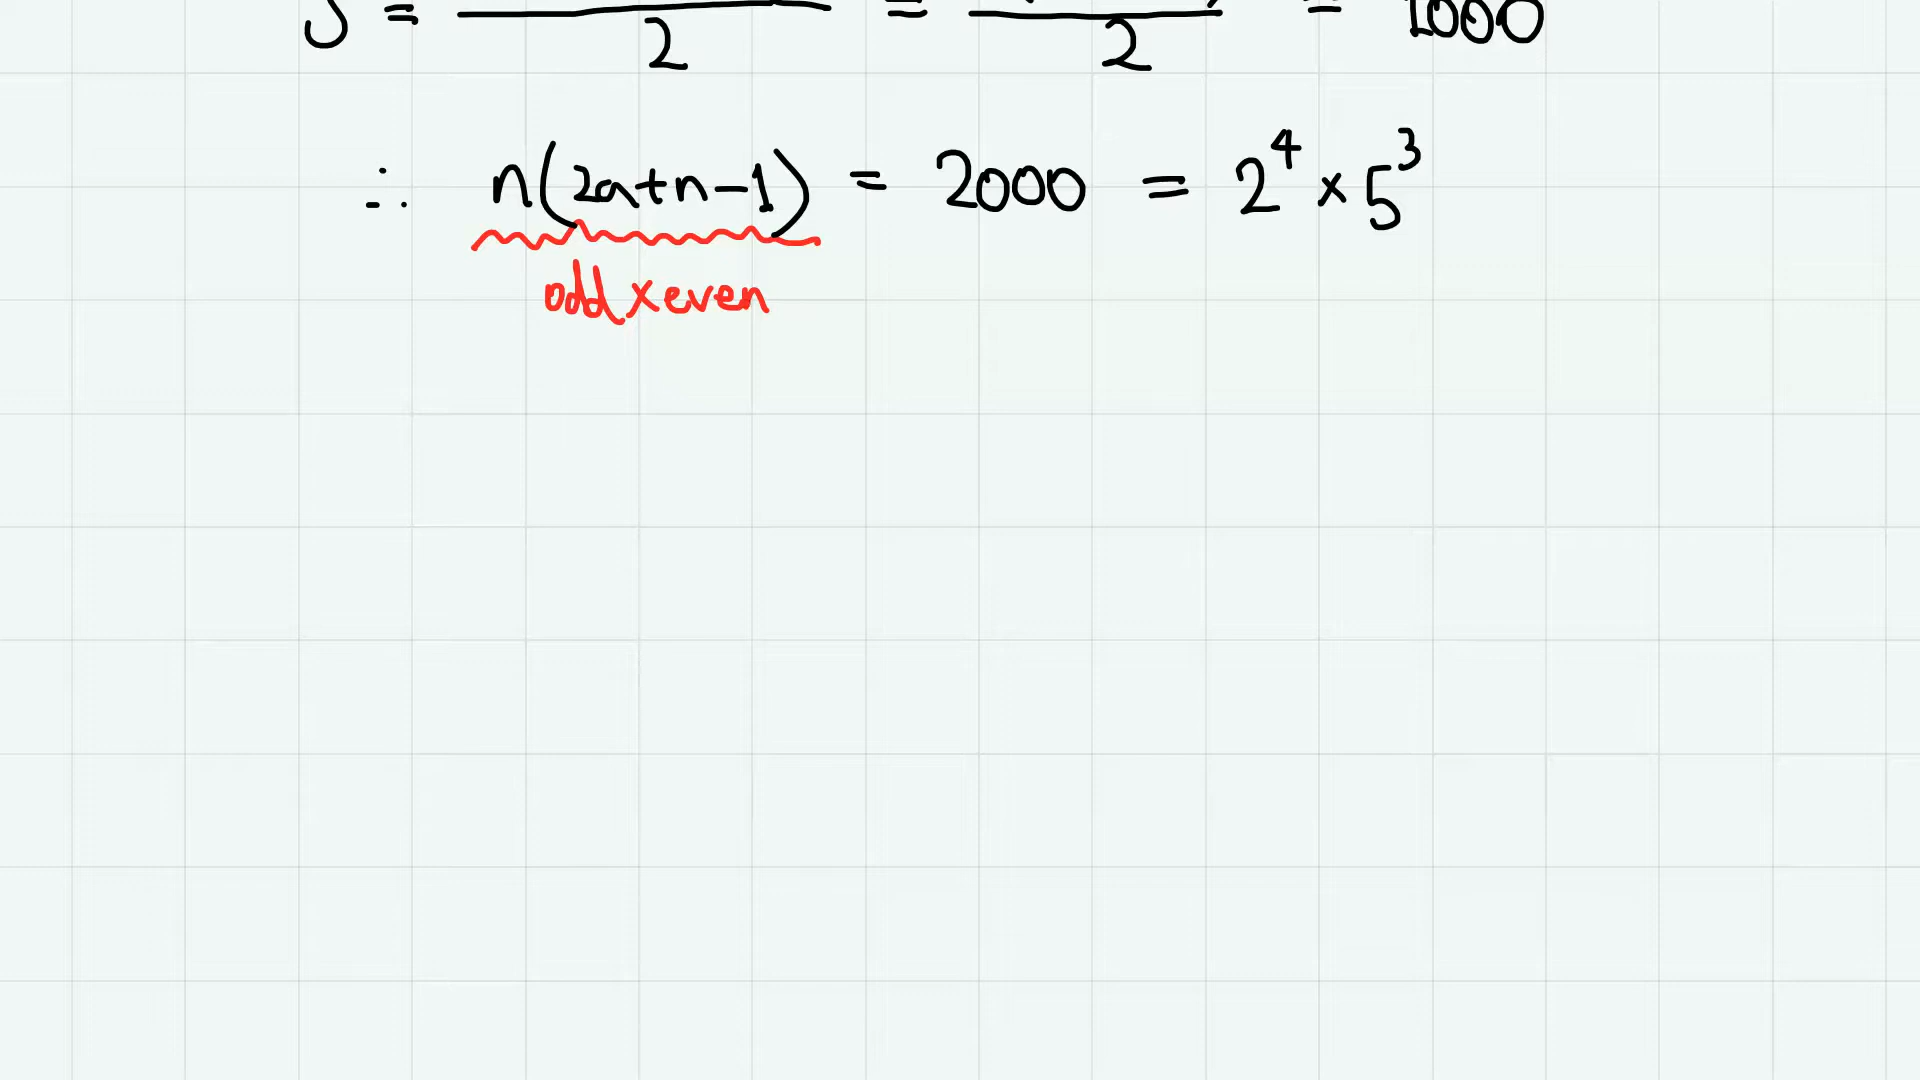 S = 2 = 2 = 1000
∴ n(2a+n-1) = 2000 = 2⁴ × 5³
odd x even